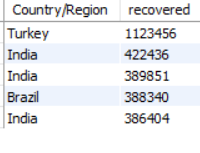 Country/Region recovered
Turkey 1123456
India 422436
India 389851
Brazil 388340
India 386404